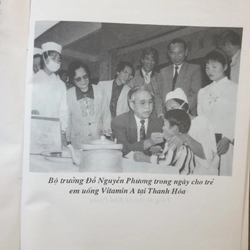 Bộ trưởng Đỗ Nguyên Phương trong ngày cho trẻ
em uống Vitamin A tại Thanh Hóa